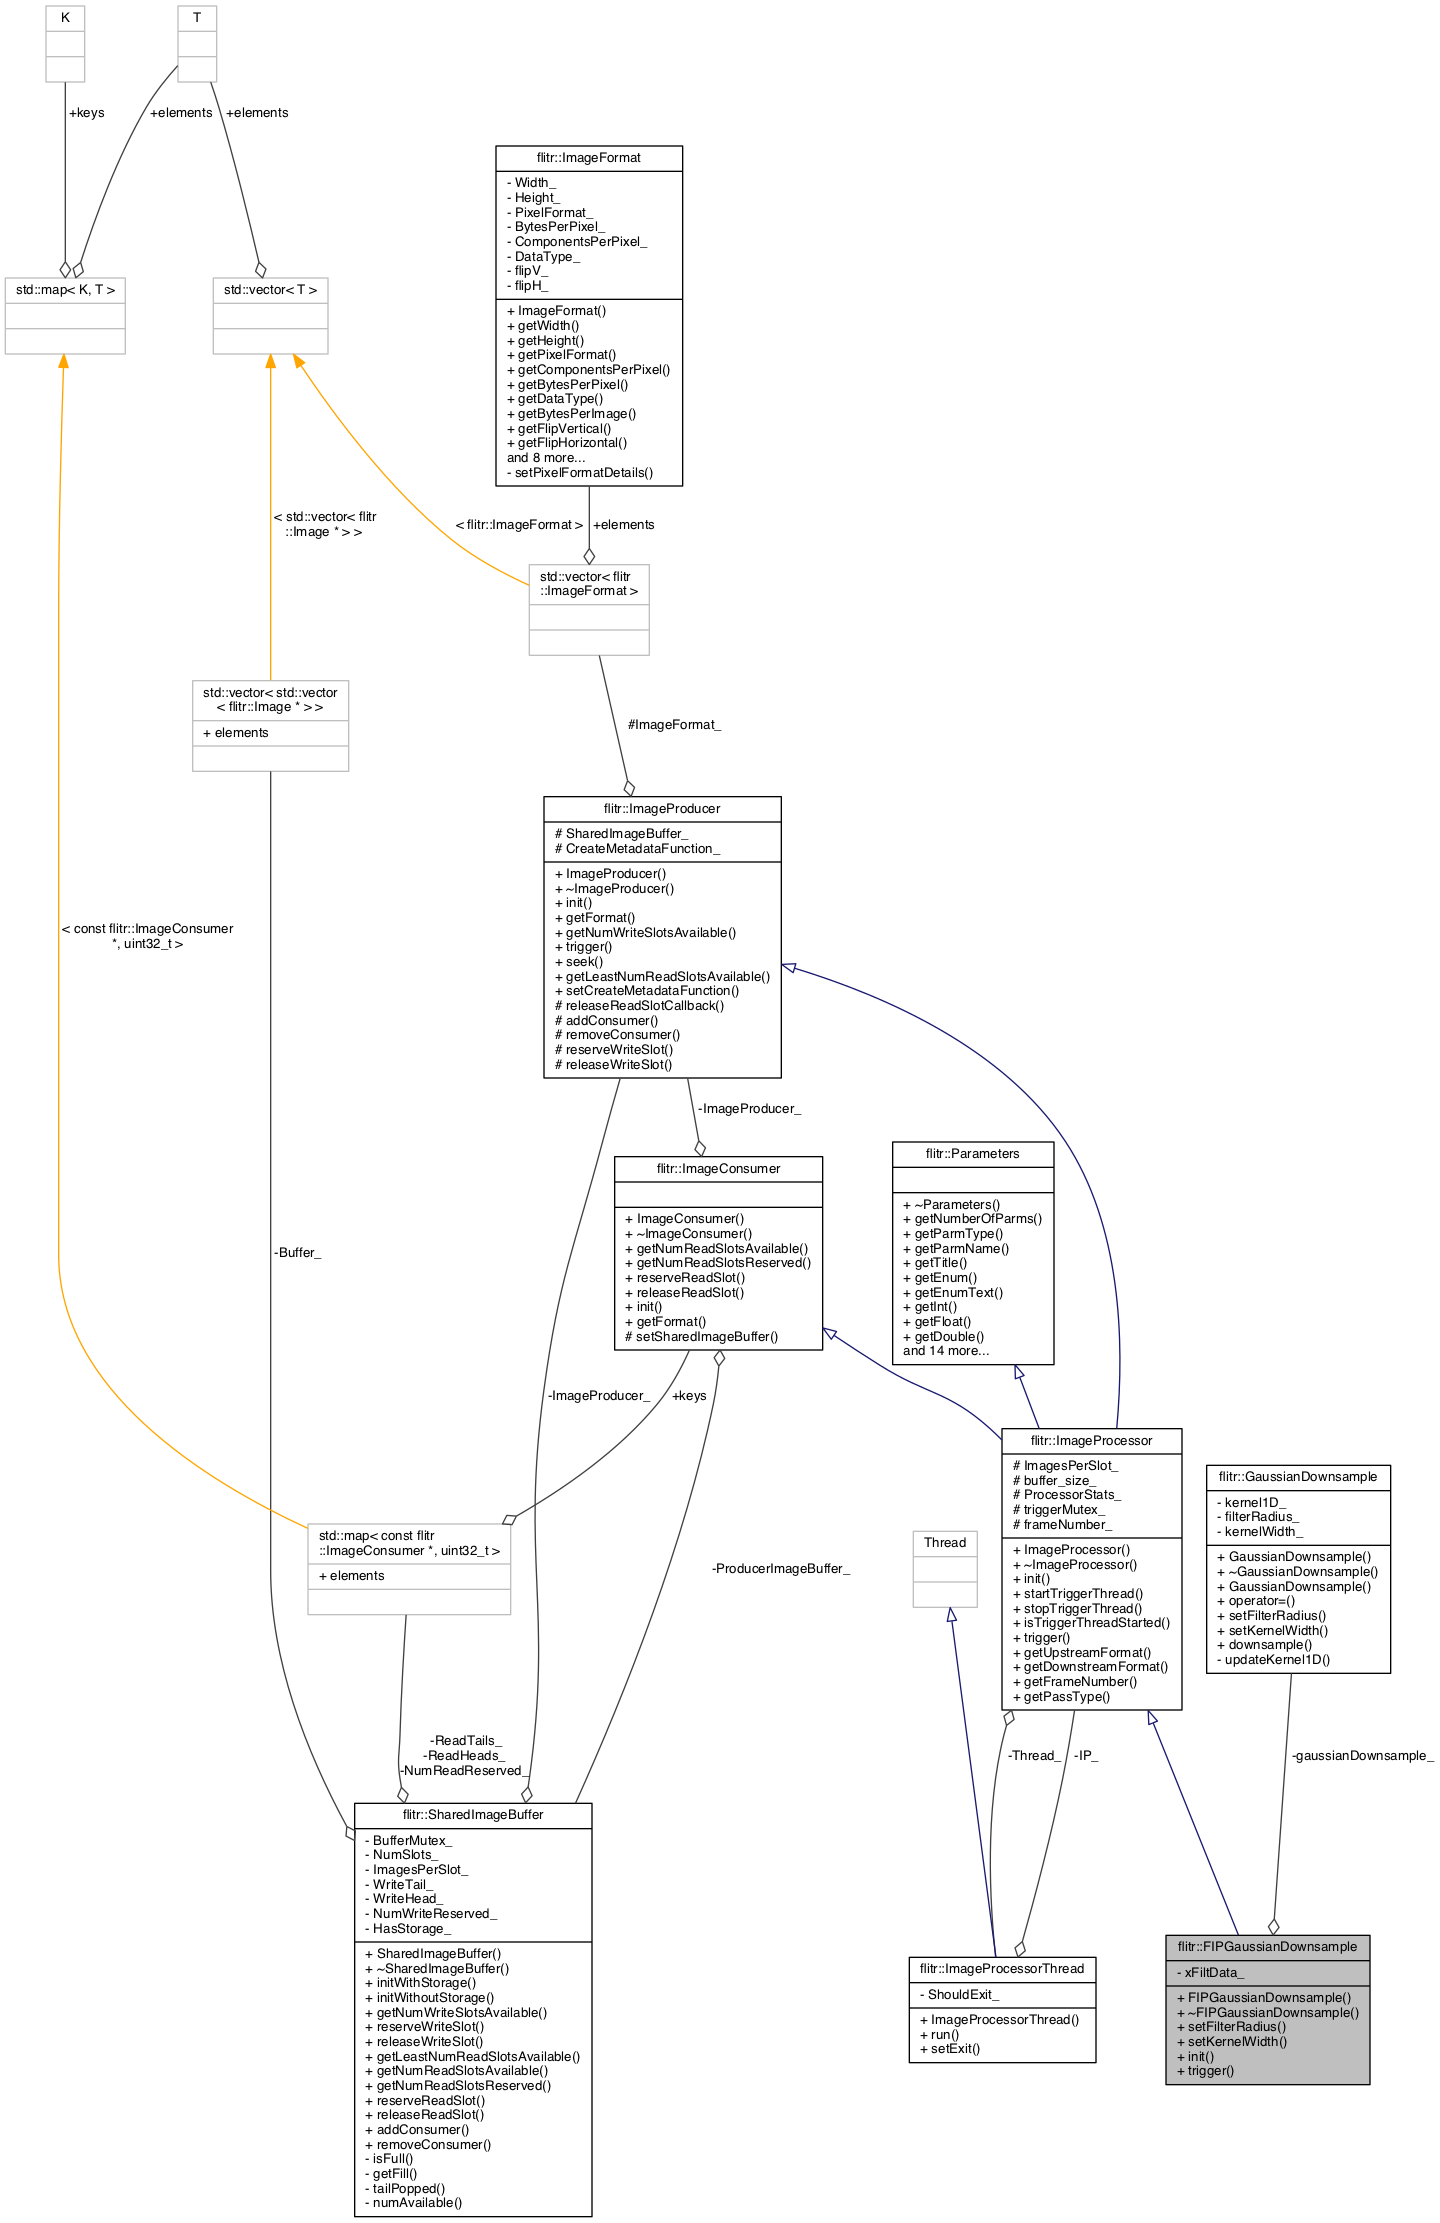 K
T
+keys
+elements
+elements
flitr::ImageFormat
- Width_
- Height_
- PixelFormat_
- BytesPerPixel_
- ComponentsPerPixel_
- DataType_
- flipV_
- flipH_
+ ImageFormat()
+ getWidth()
+ getHeight()
+ getPixelFormat()
+ getComponentsPerPixel()
+ getBytesPerPixel()
+ getDataType()
+ getBytesPerImage()
+ getFlipVertical()
+ getFlipHorizontal()
and 8 more...
- setPixelFormatDetails()
std::map< K, T >
std::vector< T >
< std::vector< flitr
::Image * > >
< flitr::ImageFormat >
+elements
std::vector< flitr
::ImageFormat >
std::vector< std::vector
< flitr::Image * > >
+ elements
#ImageFormat_
flitr::ImageProducer
# SharedImageBuffer_
# CreateMetadataFunction_
+ ImageProducer()
+ ~ImageProducer()
+ init()
+ getFormat()
+ getNumWriteSlotsAvailable()
+ trigger()
+ seek()
+ getLeastNumReadSlotsAvailable()
+ setCreateMetadataFunction()
# releaseReadSlotCallback()
# addConsumer()
# removeConsumer()
# reserveWriteSlot()
# releaseWriteSlot()
< const flitr::ImageConsumer
*, uint32_t >
-ImageProducer_
flitr::ImageConsumer
+ ImageConsumer()
+ ~ImageConsumer()
+ getNumReadSlotsAvailable()
+ getNumReadSlotsReserved()
+ reserveReadSlot()
+ releaseReadSlot()
+ init()
+ getFormat()
# setSharedImageBuffer()
flitr::Parameters
+ ~Parameters()
+ getNumberOfParms()
+ getParmType()
+ getParmName()
+ getTitle()
+ getEnum()
+ getEnumText()
+ getInt()
+ getFloat()
+ getDouble()
and 14 more...
-Buffer_
-ImageProducer_
+keys
flitr::ImageProcessor
# ImagesPerSlot_
# buffer_size_
# ProcessorStats_
# triggerMutex_
# frameNumber_
+ ImageProcessor()
+ ~ImageProcessor()
+ init()
+ startTriggerThread()
+ stopTriggerThread()
+ isTriggerThreadStarted()
+ trigger()
+ getUpstreamFormat()
+ getDownstreamFormat()
+ getFrameNumber()
+ getPassType()
flitr::GaussianDownsample
- kernel1D_
- filterRadius_
- kernelWidth_
+ GaussianDownsample()
+ ~GaussianDownsample()
+ GaussianDownsample()
+ operator=()
+ setFilterRadius()
+ setKernelWidth()
+ downsample()
- updateKernel1D()
std::map< const flitr
::ImageConsumer *, uint32_t >
+ elements
Thread
-ProducerImageBuffer_
-ReadTails_
-ReadHeads_
-NumReadReserved_
-Thread_
-IP_
-gaussianDownsample_
flitr::SharedImageBuffer
- BufferMutex_
- NumSlots_
- ImagesPerSlot_
- WriteTail_
- WriteHead_
- NumWriteReserved_
- HasStorage_
+ SharedImageBuffer()
+ ~SharedImageBuffer()
+ initWithStorage()
+ initWithoutStorage()
+ getNumWriteSlotsAvailable()
+ reserveWriteSlot()
+ releaseWriteSlot()
+ getLeastNumReadSlotsAvailable()
+ getNumReadSlotsAvailable()
+ getNumReadSlotsReserved()
+ reserveReadSlot()
+ releaseReadSlot()
+ addConsumer()
+ removeConsumer()
- isFull()
- getFill()
- tailPopped()
- numAvailable()
flitr::ImageProcessorThread
- ShouldExit_
+ ImageProcessorThread()
+ run()
+ setExit()
flitr::FIPGaussianDownsample
- xFiltData_
+ FIPGaussianDownsample()
+ ~FIPGaussianDownsample()
+ setFilterRadius()
+ setKernelWidth()
+ init()
+ trigger()